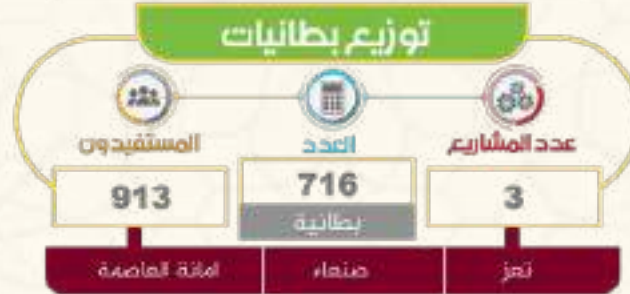 توزيع بطانيات
عدد المشاريع العدد المستفيدون
3 716 913
بطانية
تعز صنعاء امانة العاصمة